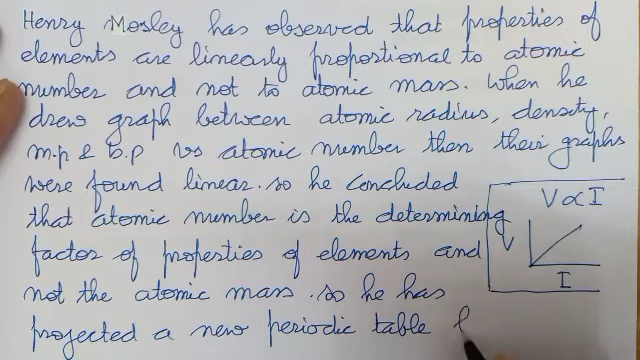 Henry Mosley has observed that properties of
elements are linearly proportional to atomic
number and not to atomic mass. When he
drew graph between atomic radius, density,
m.p & b.p vs atomic number then their graphs
were found linear. so he concluded
that atomic number is the determining
factor of properties of elements and
not the atomic mass. so he has
projected a new periodic table
V ∝ I
V
I